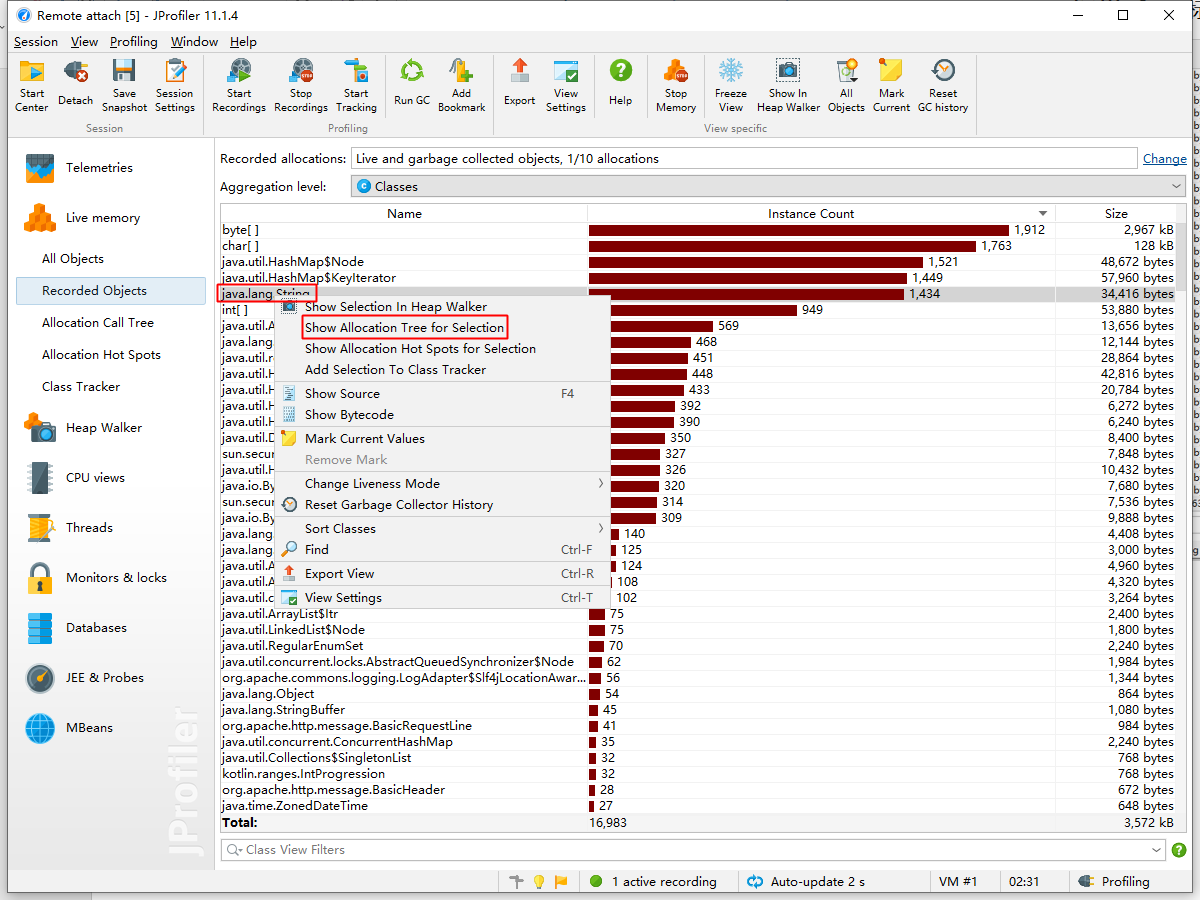 Remote attach [5] - JProfiler 11.1.4
Session View Profiling Window Help
Start Center
Detach
Save Snapshot
Session Settings
Start Recordings
Stop Recordings
Start Tracking
Run GC
Add Bookmark
Export
View Settings
Help
Stop Memory
Freeze View
Show In Heap Walker
All Objects
Mark Current
Reset GC history
Session
Profiling
View specific
Telemetries
Live memory
All Objects
Recorded Objects
Allocation Call Tree
Allocation Hot Spots
Class Tracker
Heap Walker
CPU views
Threads
Monitors & locks
Databases
JEE & Probes
MBeans
JProfiler
Recorded allocations: Live and garbage collected objects, 1/10 allocations Change
Aggregation level: Classes
Name Instance Count Size
byte[ ] 1,912 2,967 kB
char[ ] 1,763 128 kB
java.util.HashMap$Node 1,521 48,672 bytes
java.util.HashMap$KeyIterator 1,449 57,960 bytes
java.lang.String 1,434 34,416 bytes
int[ ] 949 53,880 bytes
java.util.A 569 13,656 bytes
java.lang. 468 12,144 bytes
java.util.r 451 28,864 bytes
java.util.H 448 42,816 bytes
java.util.H 433 20,784 bytes
java.util.H 392 6,272 bytes
java.util.H 390 6,240 bytes
java.util.D 350 8,400 bytes
sun.secur 327 7,848 bytes
java.util.H 326 10,432 bytes
java.io.By 320 7,680 bytes
sun.secur 314 7,536 bytes
java.io.By 309 9,888 bytes
java.lang. 140 4,408 bytes
java.lang. 125 3,000 bytes
java.util.A 124 4,960 bytes
java.util.A 108 4,320 bytes
java.util.c 102 3,264 bytes
java.util.ArrayList$Itr 75 2,400 bytes
java.util.LinkedList$Node 75 1,800 bytes
java.util.RegularEnumSet 70 2,240 bytes
java.util.concurrent.locks.AbstractQueuedSynchronizer$Node 62 1,984 bytes
org.apache.commons.logging.LogAdapter$Slf4jLocationAwar... 56 1,344 bytes
java.lang.Object 54 864 bytes
java.lang.StringBuffer 45 1,080 bytes
org.apache.http.message.BasicRequestLine 41 984 bytes
java.util.concurrent.ConcurrentHashMap 35 2,240 bytes
java.util.Collections$SingletonList 32 768 bytes
kotlin.ranges.IntProgression 32 768 bytes
org.apache.http.message.BasicHeader 28 672 bytes
java.time.ZonedDateTime 27 648 bytes
Total: 16,983 3,572 kB
Show Selection In Heap Walker
Show Allocation Tree for Selection
Show Allocation Hot Spots for Selection
Add Selection To Class Tracker
Show Source F4
Show Bytecode
Mark Current Values
Remove Mark
Change Liveness Mode
Reset Garbage Collector History
Sort Classes
Find Ctrl-F
Export View Ctrl-R
View Settings Ctrl-T
Class View Filters
1 active recording Auto-update 2 s VM #1 02:31 Profiling